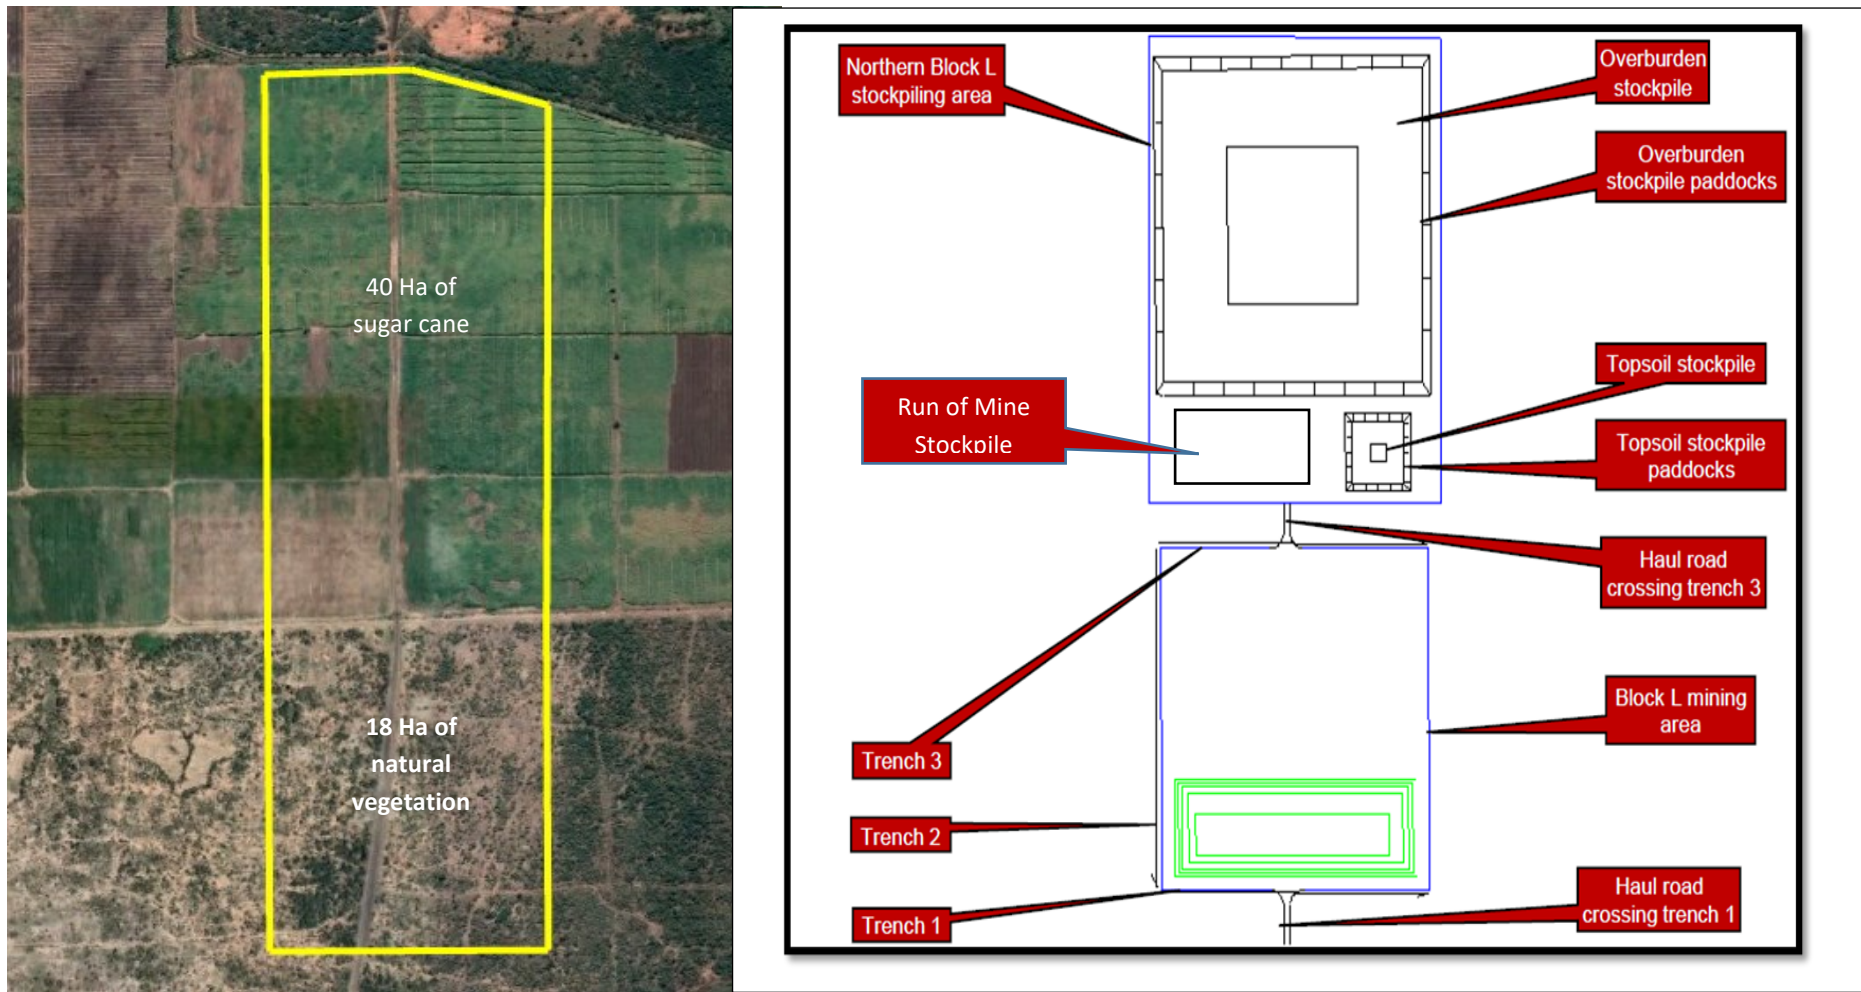 40 Ha of
sugar cane
18 Ha of
natural
vegetation
Northern Block L
stockpiling area
Overburden
stockpile
Overburden
stockpile paddocks
Run of Mine
Stockpile
Topsoil stockpile
Topsoil stockpile
paddocks
Haul road
crossing trench 3
Block L mining
area
Trench 3
Trench 2
Trench 1
Haul road
crossing trench 1